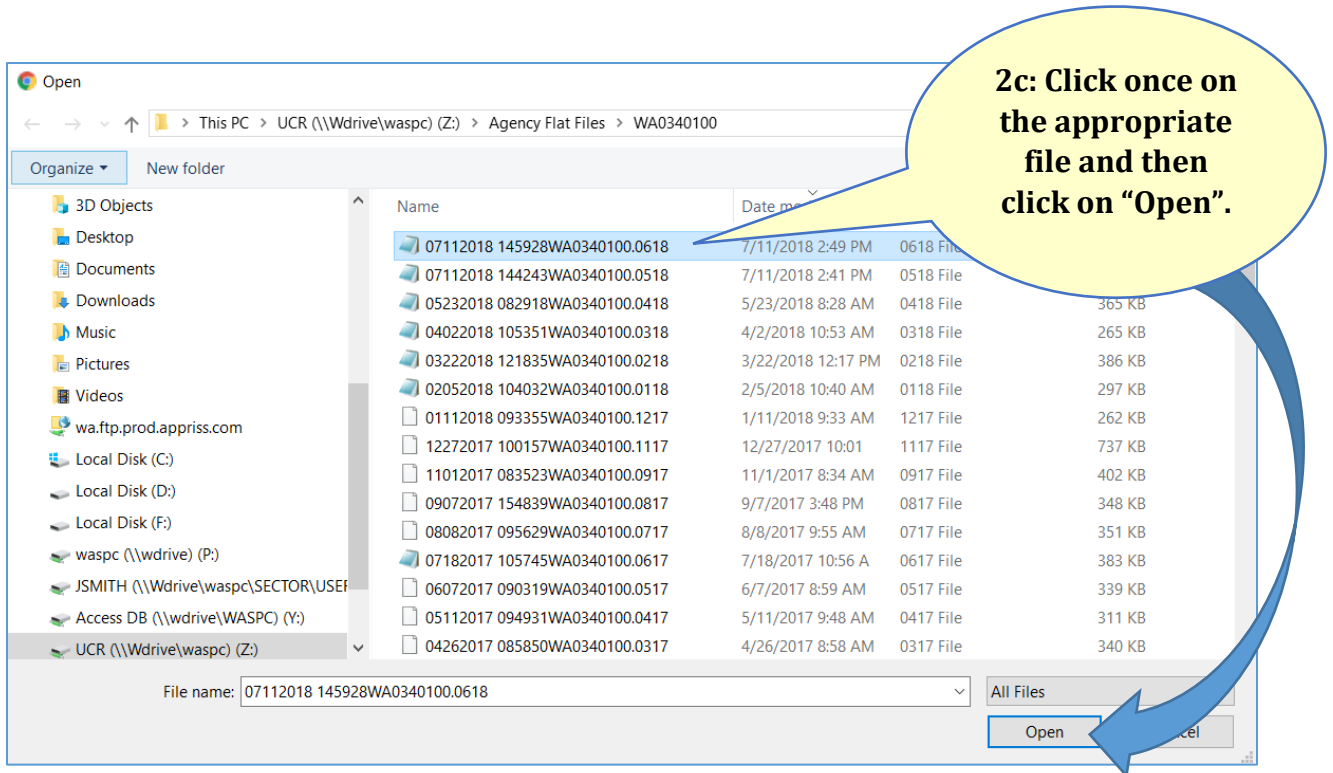 2c: Click once on
the appropriate
file and then
click on “Open”.
Open
This PC > UCR (\\Wdrive\waspc) (Z:) > Agency Flat Files > WA0340100
Organize New folder
3D Objects
Desktop
Documents
Downloads
Music
Pictures
Videos
wa.ftp.prod.appriss.com
Local Disk (C:)
Local Disk (D:)
Local Disk (F:)
waspc (\\wdrive) (P:)
JSMITH (\\Wdrive\waspc\SECTOR\USER
Access DB (\\wdrive\WASPC) (Y:)
UCR (\\Wdrive\waspc) (Z:)
Name Date
07112018 145928WA0340100.0618 7/11/2018 2:49 PM 0618 File
07112018 144243WA0340100.0518 7/11/2018 2:41 PM 0518 File
05232018 082918WA0340100.0418 5/23/2018 8:28 AM 0418 File 365 KB
04022018 105351WA0340100.0318 4/2/2018 10:53 AM 0318 File 265 KB
03222018 121835WA0340100.0218 3/22/2018 12:17 PM 0218 File 386 KB
02052018 104032WA0340100.0118 2/5/2018 10:40 AM 0118 File 297 KB
01112018 093355WA0340100.1217 1/11/2018 9:33 AM 1217 File 262 KB
12272017 100157WA0340100.1117 12/27/2017 10:01 1117 File 737 KB
11012017 083523WA0340100.0917 11/1/2017 8:34 AM 0917 File 402 KB
09072017 154839WA0340100.0817 9/7/2017 3:48 PM 0817 File 348 KB
08082017 095629WA0340100.0717 8/8/2017 9:55 AM 0717 File 351 KB
07182017 105745WA0340100.0617 7/18/2017 10:56 A 0617 File 383 KB
06072017 090319WA0340100.0517 6/7/2017 8:59 AM 0517 File 339 KB
05112017 094931WA0340100.0417 5/11/2017 9:48 AM 0417 File 311 KB
04262017 085850WA0340100.0317 4/26/2017 8:58 AM 0317 File 340 KB
File name: 07112018 145928WA0340100.0618 All Files
Open